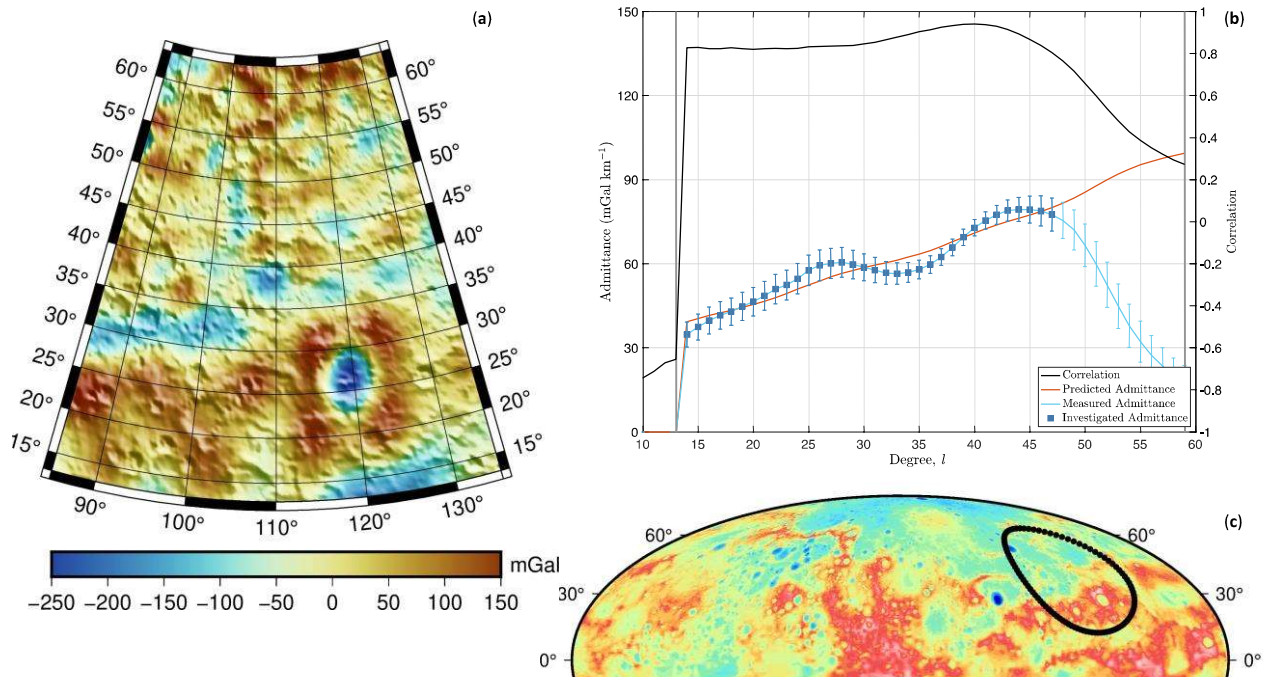 (a)
60° 60°
55° 55°
50° 50°
45° 45°
40° 40°
35° 35°
30° 30°
25° 25°
20° 20°
15° 15°
90° 100° 110° 120° 130°
mGal
−250 −200 −150 −100 −50 0 50 100 150
(b)
150
120
90
60
30
0
Admittance (mGal km⁻¹)
1
0.8
0.6
0.4
0.2
0
-0.2
-0.4
-0.6
-0.8
-1
Correlation
Correlation
Predicted Admittance
Measured Admittance
Investigated Admittance
10 15 20 25 30 35 40 45 50 55 60
Degree, l
(c)
60° 60°
30° 30°
0° 0°